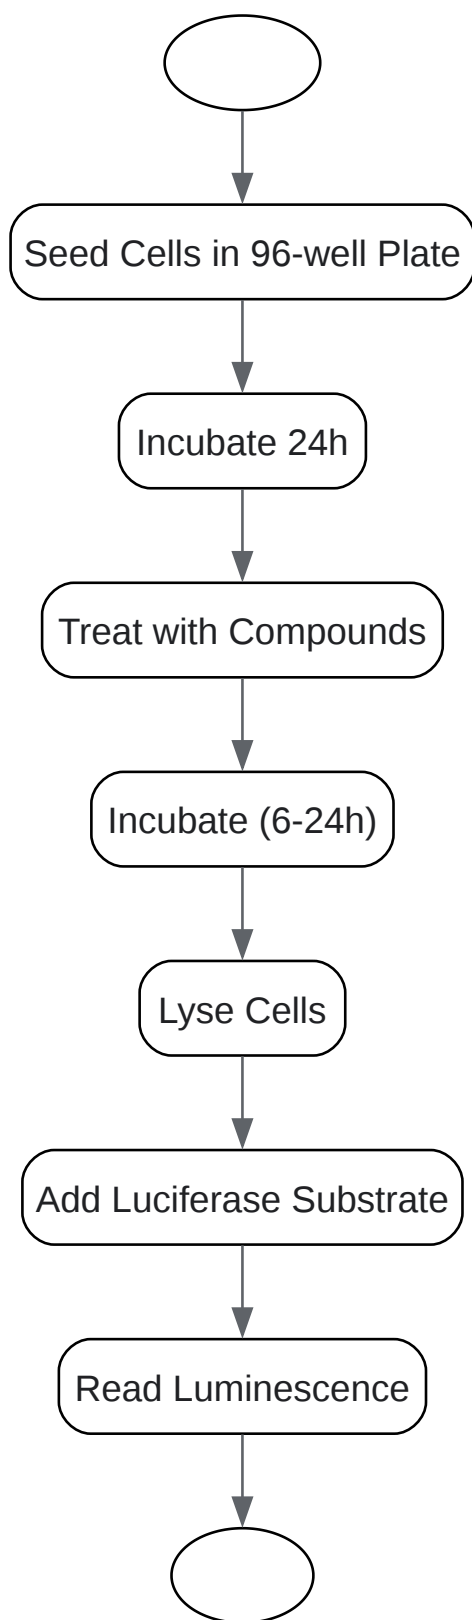 Seed Cells in 96-well Plate
Incubate 24h
Treat with Compounds
Incubate (6-24h)
Lyse Cells
Add Luciferase Substrate
Read Luminescence